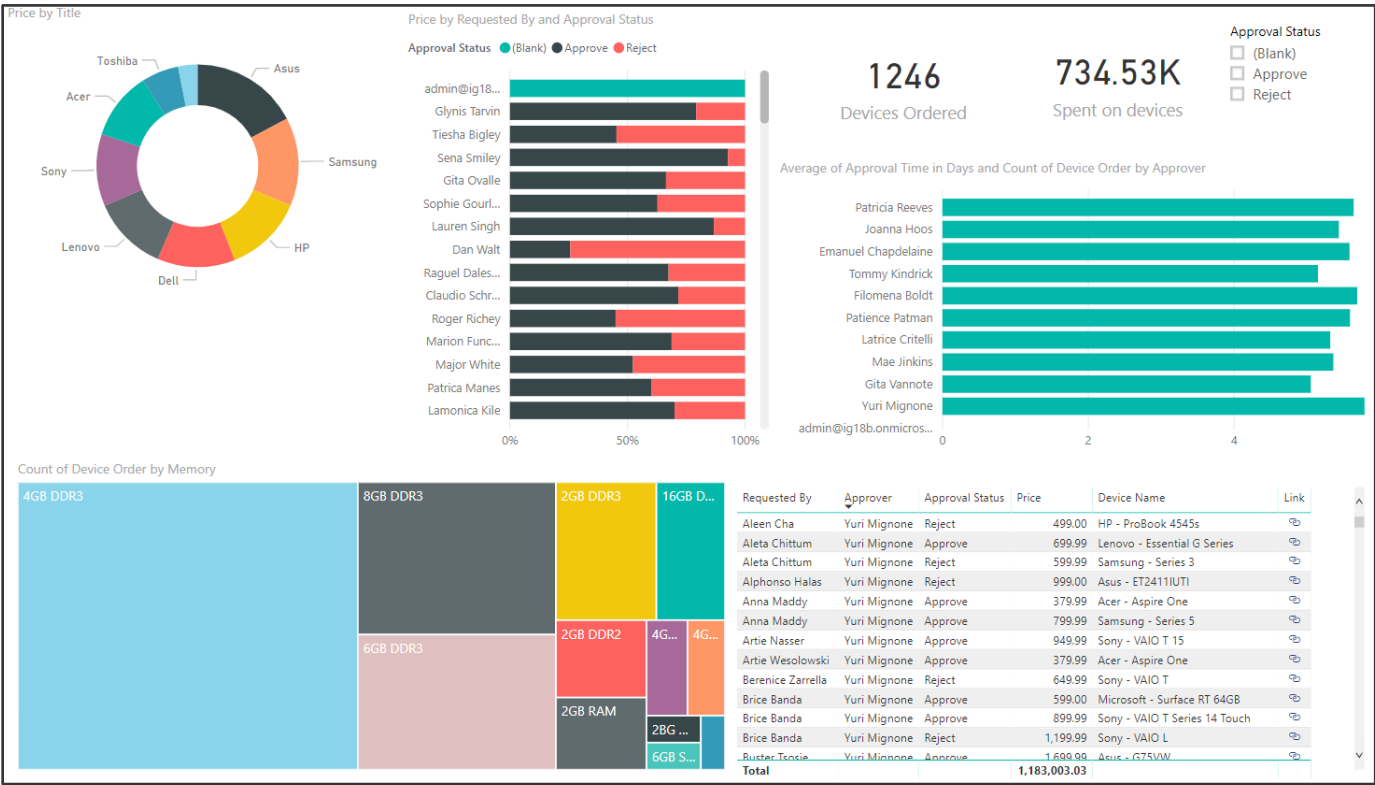 Price by Title
Toshiba
Asus
Acer
Samsung
Sony
Lenovo
HP
Dell
Price by Requested By and Approval Status
Approval Status (Blank) Approve Reject
admin@ig18...
Glynis Tarvin
Tiesha Bigley
Sena Smiley
Gita Ovalle
Sophie Gourl...
Lauren Singh
Dan Walt
Raguel Dales...
Claudio Schr...
Roger Richey
Marion Func...
Major White
Patrica Manes
Lamonica Kile
0% 50% 100%
1246
Devices Ordered
734.53K
Spent on devices
Approval Status
(Blank)
Approve
Reject
Average of Approval Time in Days and Count of Device Order by Approver
Patricia Reeves
Joanna Hoos
Emanuel Chapdelaine
Tommy Kindrick
Filomena Boldt
Patience Patman
Latrice Critelli
Mae Jinkins
Gita Vannote
Yuri Mignone
admin@ig18b.onmicros...
0 2 4
Count of Device Order by Memory
4GB DDR3
8GB DDR3
2GB DDR3
16GB D...
6GB DDR3
2GB DDR2
4G...
4G...
2GB RAM
2BG ...
6GB S...
Requested By Approver Approval Status Price Device Name Link
Aleen Cha Yuri Mignone Reject 499.00 HP - ProBook 4545s
Aleta Chittum Yuri Mignone Approve 699.99 Lenovo - Essential G Series
Aleta Chittum Yuri Mignone Reject 599.99 Samsung - Series 3
Alphonso Halas Yuri Mignone Reject 999.00 Asus - ET2411IUTI
Anna Maddy Yuri Mignone Approve 379.99 Acer - Aspire One
Anna Maddy Yuri Mignone Approve 799.99 Samsung - Series 5
Artie Nasser Yuri Mignone Approve 949.99 Sony - VAIO T 15
Artie Wesolowski Yuri Mignone Approve 379.99 Acer - Aspire One
Berenice Zarrella Yuri Mignone Reject 649.99 Sony - VAIO T
Brice Banda Yuri Mignone Approve 599.00 Microsoft - Surface RT 64GB
Brice Banda Yuri Mignone Approve 899.99 Sony - VAIO T Series 14 Touch
Brice Banda Yuri Mignone Reject 1,199.99 Sony - VAIO L
Buster Tsosie Yuri Mignone Approve 1,699.99 Asus - G75VW
Total 1,183,003.03